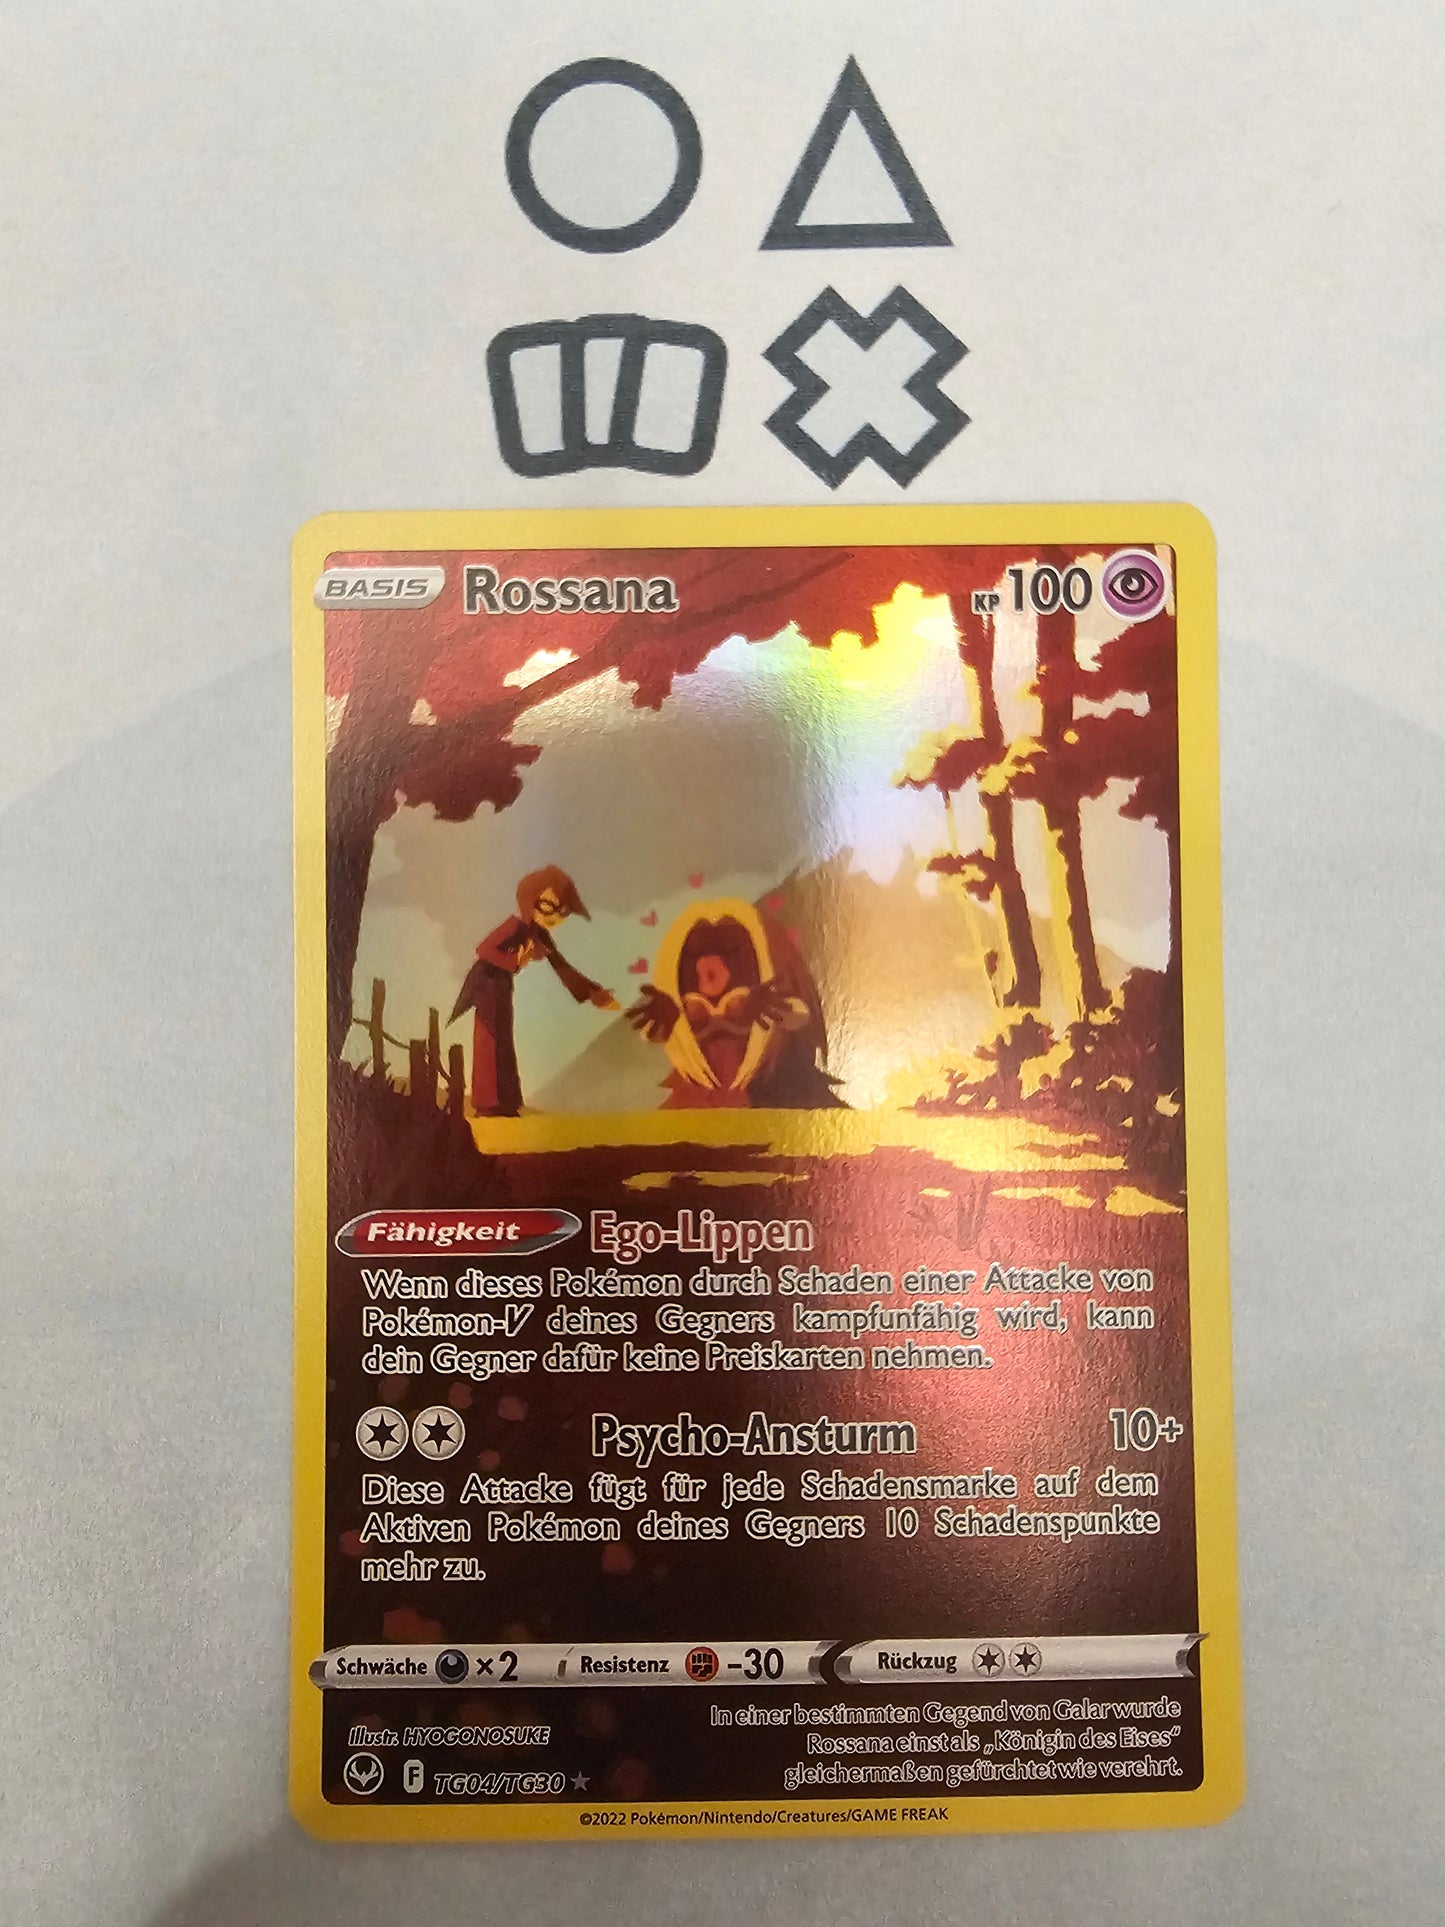 BASIS Rossana KP 100
Fähigkeit Ego-Lippen
Wenn dieses Pokémon durch Schaden einer Attacke von
Pokémon-V deines Gegners kampfunfähig wird, kann
dein Gegner dafür keine Preiskarten nehmen.
Psycho-Ansturm 10+
Diese Attacke fügt für jede Schadensmarke auf dem
Aktiven Pokémon deines Gegners 10 Schadenspunkte
mehr zu.
Schwäche ×2 Resistenz -30 Rückzug
Illustr. HYOGONOSUKE
F TG04/TG30
In einer bestimmten Gegend von Galar wurde
Rossana einst als „Königin des Eises“
gleichermaßen gefürchtet wie verehrt.
©2022 Pokémon/Nintendo/Creatures/GAME FREAK